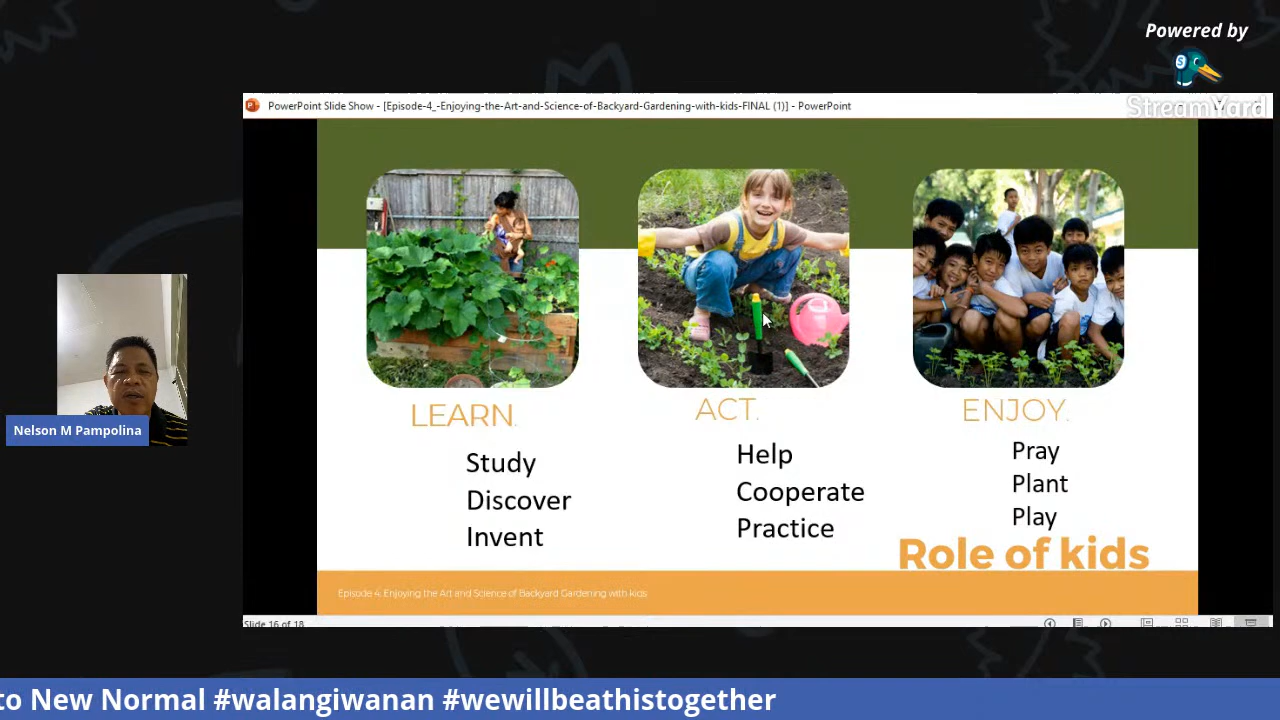 Powered by
StreamYard
PowerPoint Slide Show - [Episode-4_-Enjoying-the-Art-and-Science-of-Backyard-Gardening-with-kids-FINAL (1)] - PowerPoint
LEARN.
Study
Discover
Invent
ACT.
Help
Cooperate
Practice
ENJOY.
Pray
Plant
Play
Role of kids
Episode 4: Enjoying the Art and Science of Backyard Gardening with kids
Slide 16 of 18
Nelson M Pampolina
to New Normal #walangiwanan #wewillbeathistogether